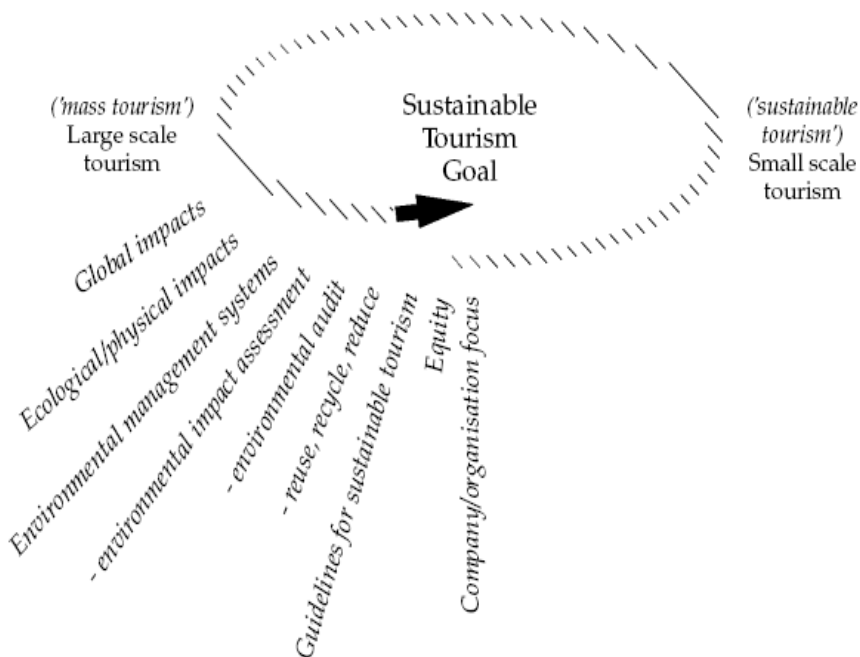 ('mass tourism')
Large scale
tourism
Sustainable
Tourism
Goal
('sustainable
tourism')
Small scale
tourism
Global impacts
Ecological/physical impacts
Environmental management systems
- environmental impact assessment
- environmental audit
- reuse, recycle, reduce
Guidelines for sustainable tourism
Equity
Company/organisation focus